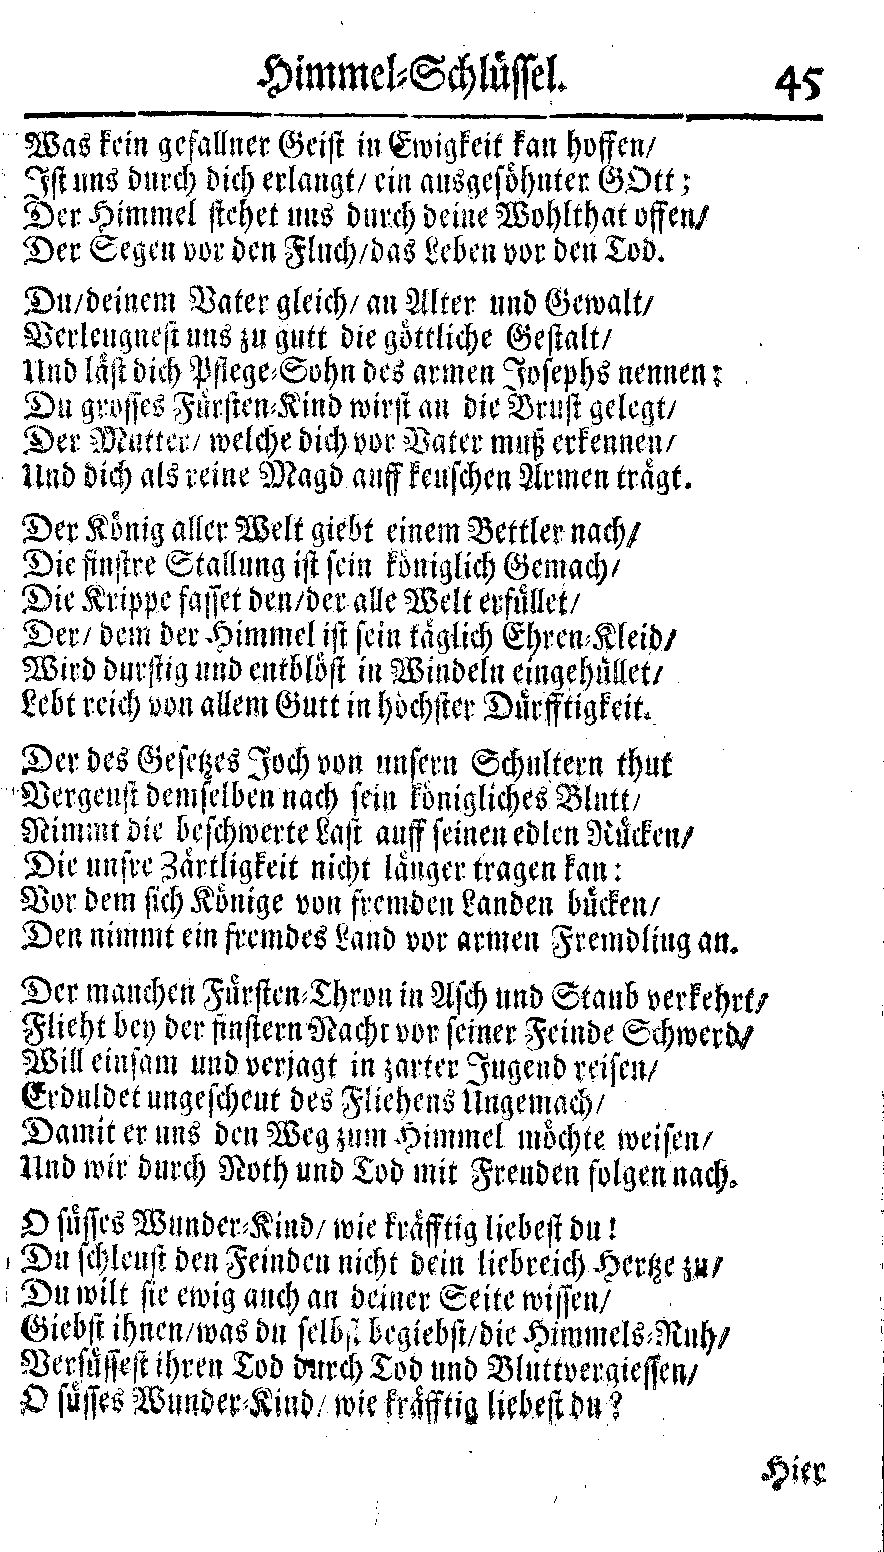 Himmel-Schlüssel. 45
Was kein gefallner Geist in Ewigkeit kan hoffen/
Ist uns durch dich erlangt/ ein ausgesöhnter GOtt;
Der Himmel stehet uns durch deine Wohlthat offen/
Der Segen vor den Fluch/das Leben vor den Tod.
Du/deinem Vater gleich/ an Alter und Gewalt/
Verleugnest uns zu gutt die göttliche Gestalt/
Und läst dich Pflege-Sohn des armen Josephs nennen:
Du grosses Fürsten-Kind wirst an die Brust gelegt/
Der Mutter/ welche dich vor Vater muß erkennen/
Und dich als reine Magd auff keuschen Armen trägt.
Der König aller Welt giebt einem Bettler nach/
Die finstre Stallung ist sein königlich Gemach/
Die Krippe fasset den/der alle Welt erfüllet/
Der/ dem der Himmel ist sein täglich Ehren-Kleid/
Wird durstig und entblöst in Windeln eingehüllet/
Lebt reich von allem Gutt in höchster Dürfftigkeit.
Der des Gesetzes Joch von unsern Schultern thut
Vergeust demselben nach sein königliches Blutt/
Nimmt die beschwerte Last auff seinen edlen Rücken/
Die unsre Zärtligkeit nicht länger tragen kan:
Vor dem sich Könige von fremden Landen bücken/
Den nimmt ein fremdes Land vor armen Fremdling an.
Der manchen Fürsten-Thron in Asch und Staub verkehrt/
Flieht bey der finstern Nacht vor seiner Feinde Schwerd/
Will einsam und verjagt in zarter Jugend reisen/
Erduldet ungescheut des Fliehens Ungemach/
Damit er uns den Weg zum Himmel möchte weisen/
Und wir durch Noth und Tod mit Freuden folgen nach.
O süsses Wunder-Kind/ wie kräfftig liebest du!
Du schleust den Feinden nicht dein liebreich Hertze zu/
Du wilt sie ewig auch an deiner Seite wissen/
Giebst ihnen/was du selbst begiebst/die Himmels-Ruh/
Versüssest ihren Tod durch Tod und Bluttvergiessen/
O süsses Wunder-Kind/ wie kräfftig liebest du?
Hier